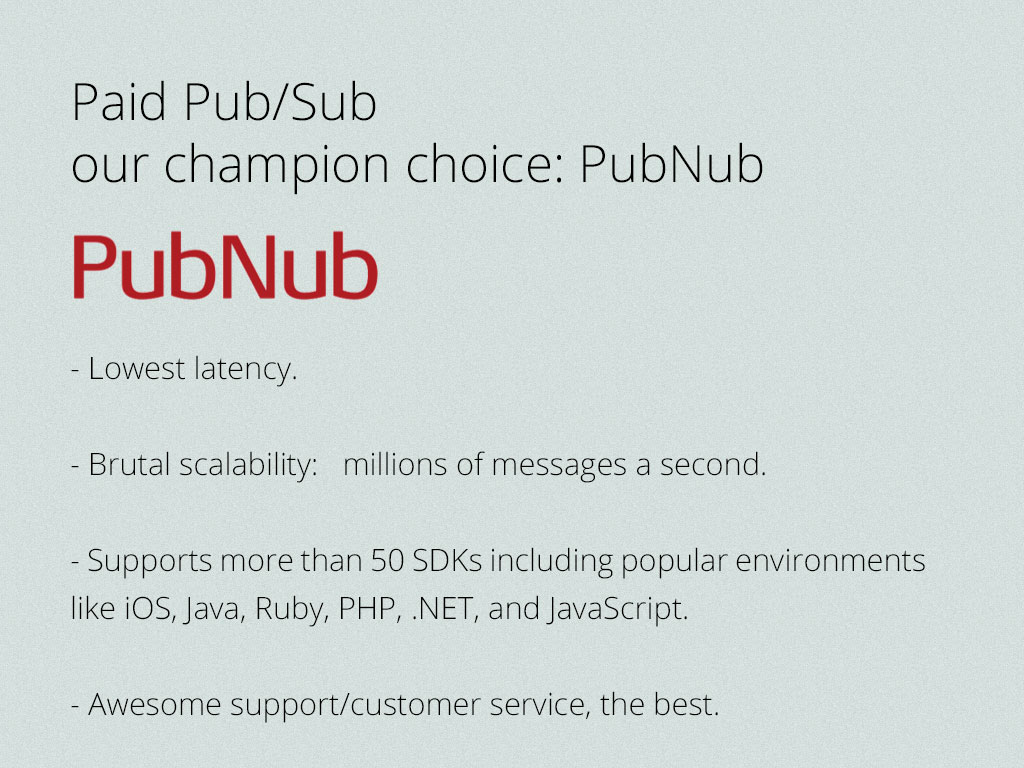 Paid Pub/Sub
our champion choice: PubNub
PubNub
- Lowest latency.
- Brutal scalability:   millions of messages a second.
- Supports more than 50 SDKs including popular environments
like iOS, Java, Ruby, PHP, .NET, and JavaScript.
- Awesome support/customer service, the best.